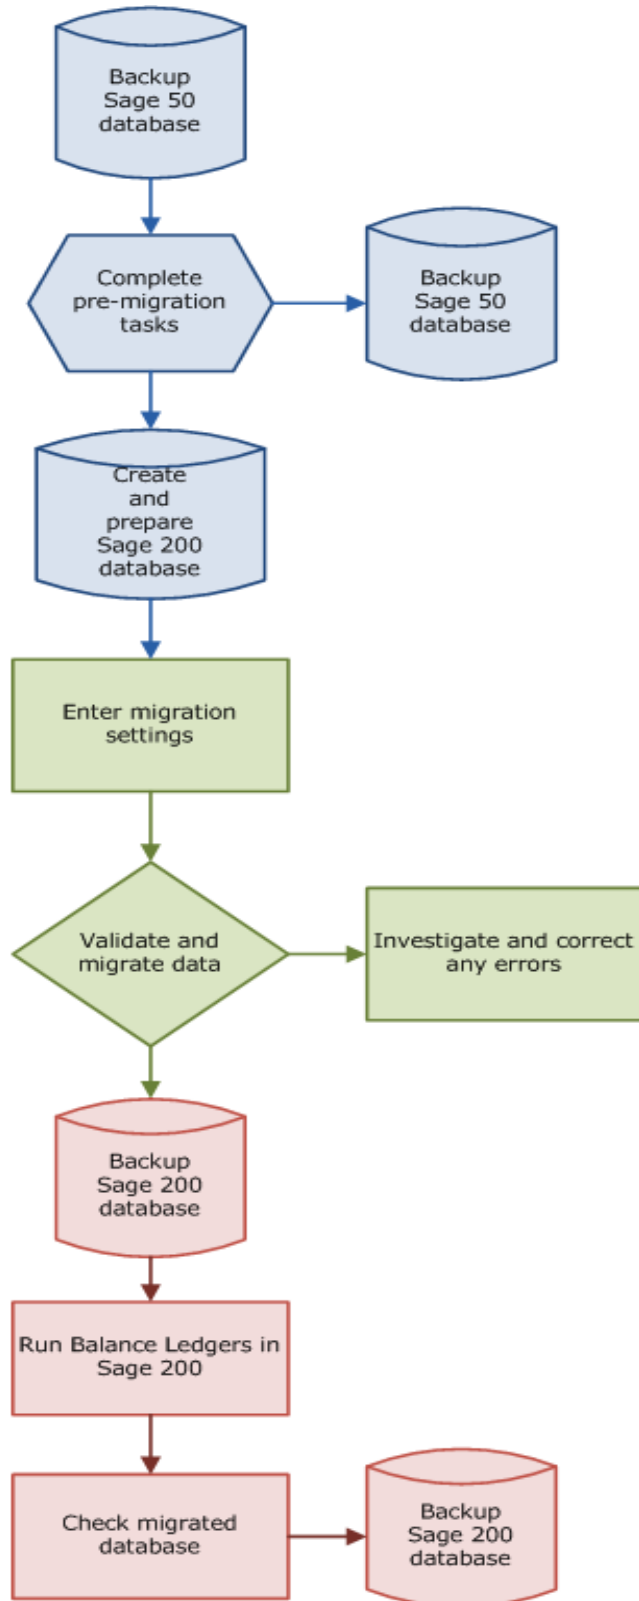 Backup
Sage 50
database
Complete
pre-migration
tasks
Backup
Sage 50
database
Create
and
prepare
Sage 200
database
Enter migration
settings
Validate and
migrate data
Investigate and correct
any errors
Backup
Sage 200
database
Run Balance Ledgers in
Sage 200
Check migrated
database
Backup
Sage 200
database